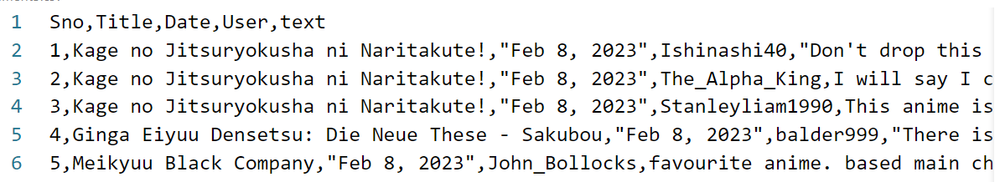 1 Sno,Title,Date,User,text
2 1,Kage no Jitsuryokusha ni Naritakute!,"Feb 8, 2023",Ishinashi40,"Don't drop this
3 2,Kage no Jitsuryokusha ni Naritakute!,"Feb 8, 2023",The_Alpha_King,I will say I c
4 3,Kage no Jitsuryokusha ni Naritakute!,"Feb 8, 2023",Stanleyliam1990,This anime is
5 4,Ginga Eiyuu Densetsu: Die Neue These - Sakubou,"Feb 8, 2023",balder999,"There is
6 5,Meikyuu Black Company,"Feb 8, 2023",John_Bollocks,favourite anime. based main ch